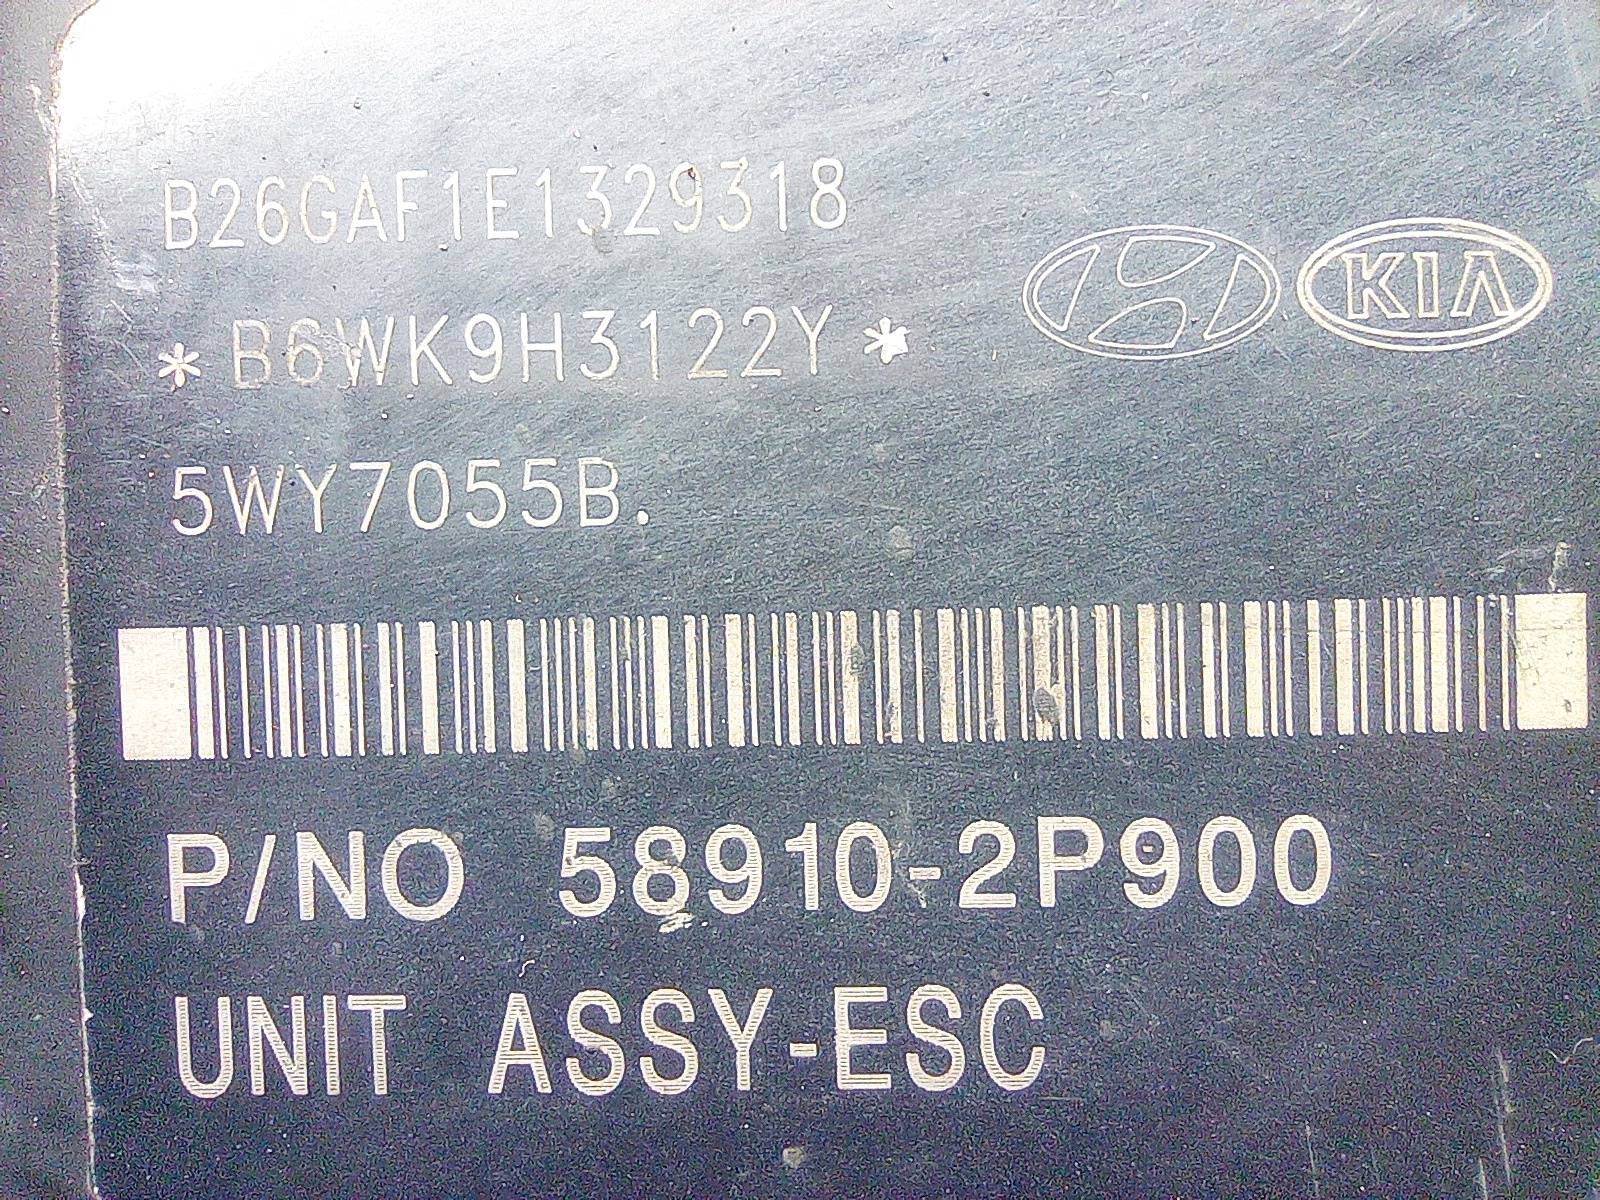 B26GAF1E1329318
*B6WK9H3122Y*
KIA
5WY7055B.
P/NO 58910-2P900
UNIT ASSY-ESC